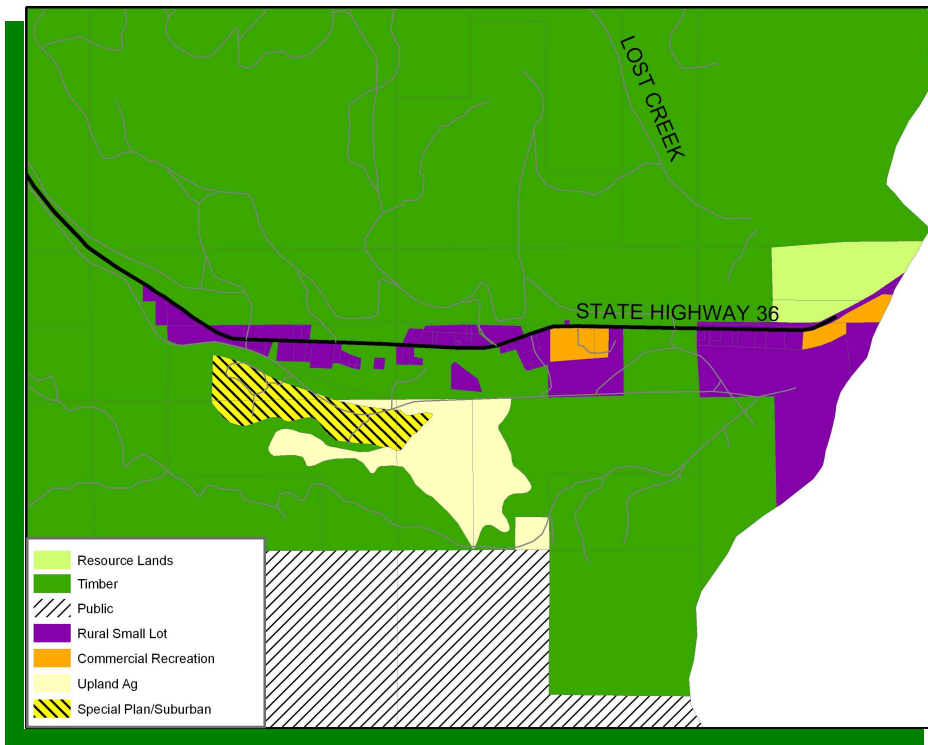 LOST CREEK
STATE HIGHWAY 36
Resource Lands
Timber
Public
Rural Small Lot
Commercial Recreation
Upland Ag
Special Plan/Suburban